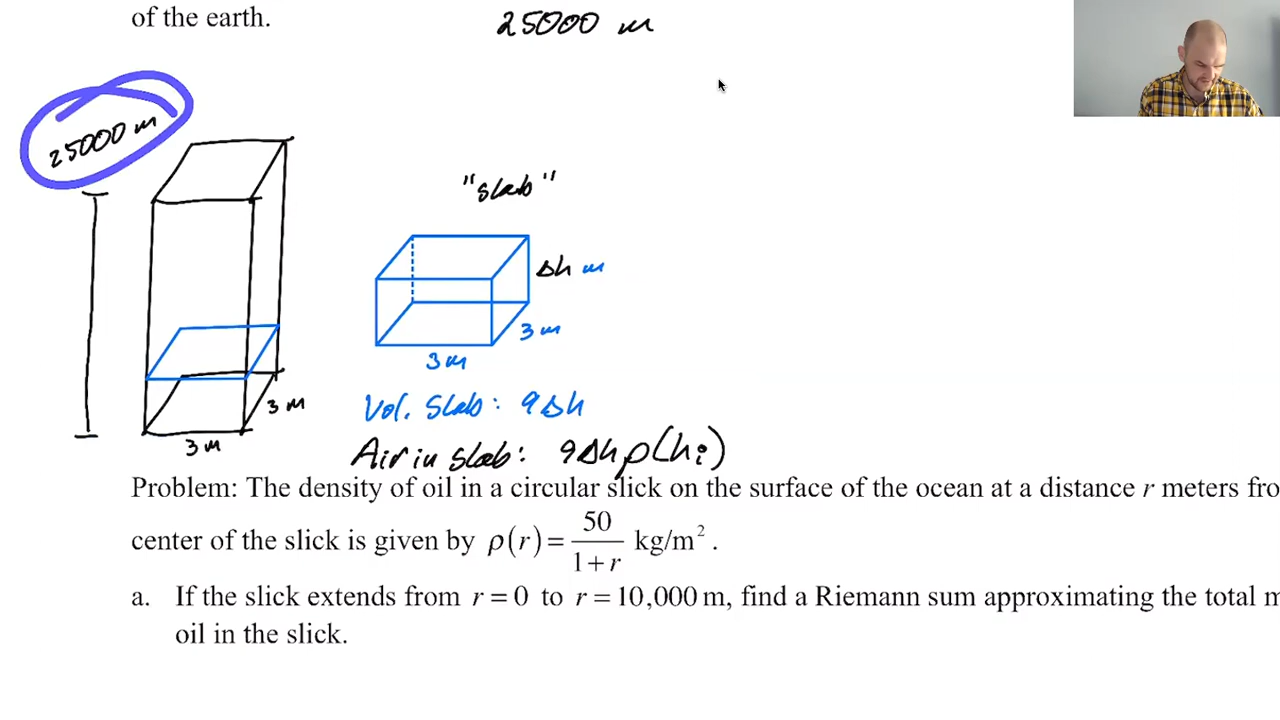 of the earth.
25000 m
25000 m
"slab"
Δh m
3 m
3 m
3 m
3 m
Vol. Slab: 9Δh
Air in slab: 9Δh ρ(hᵢ)
Problem: The density of oil in a circular slick on the surface of the ocean at a distance r meters fro
center of the slick is given by ρ(r) = 50/(1+r) kg/m².
a. If the slick extends from r = 0 to r = 10,000 m, find a Riemann sum approximating the total m
oil in the slick.